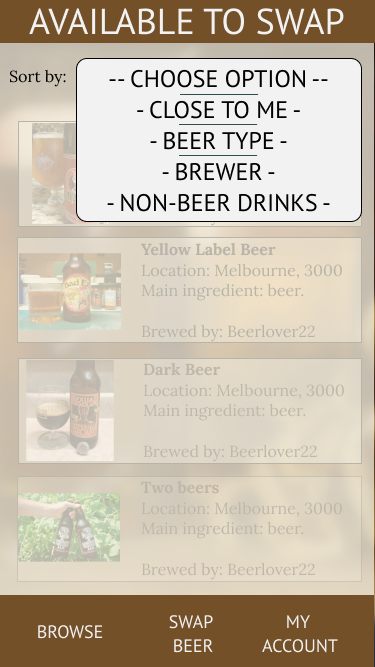 AVAILABLE TO SWAP
Sort by:
-- CHOOSE OPTION --
- CLOSE TO ME -
- BEER TYPE -
- BREWER -
- NON-BEER DRINKS -
Yellow Label Beer
Location: Melbourne, 3000
Main ingredient: beer.
Brewed by: Beerlover22
Dark Beer
Location: Melbourne, 3000
Main ingredient: beer.
Brewed by: Beerlover22
Two beers
Location: Melbourne, 3000
Main ingredient: beer.
Brewed by: Beerlover22
BROWSE
SWAP
BEER
MY
ACCOUNT